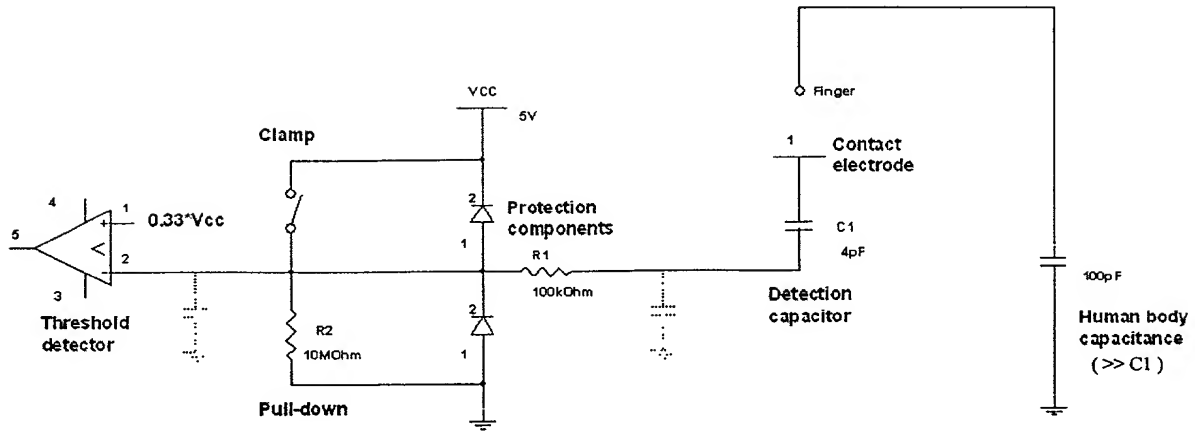 VCC
5V
Clamp
Finger
1
Contact
electrode
4
1
0.33*Vcc
5
+
<
2
-
3
Threshold
detector
2
Protection
components
1
R1
100kOhm
C1
4pF
Detection
capacitor
100pF
Human body
capacitance
(>> C1 )
R2
10MOhm
2
1
Pull-down